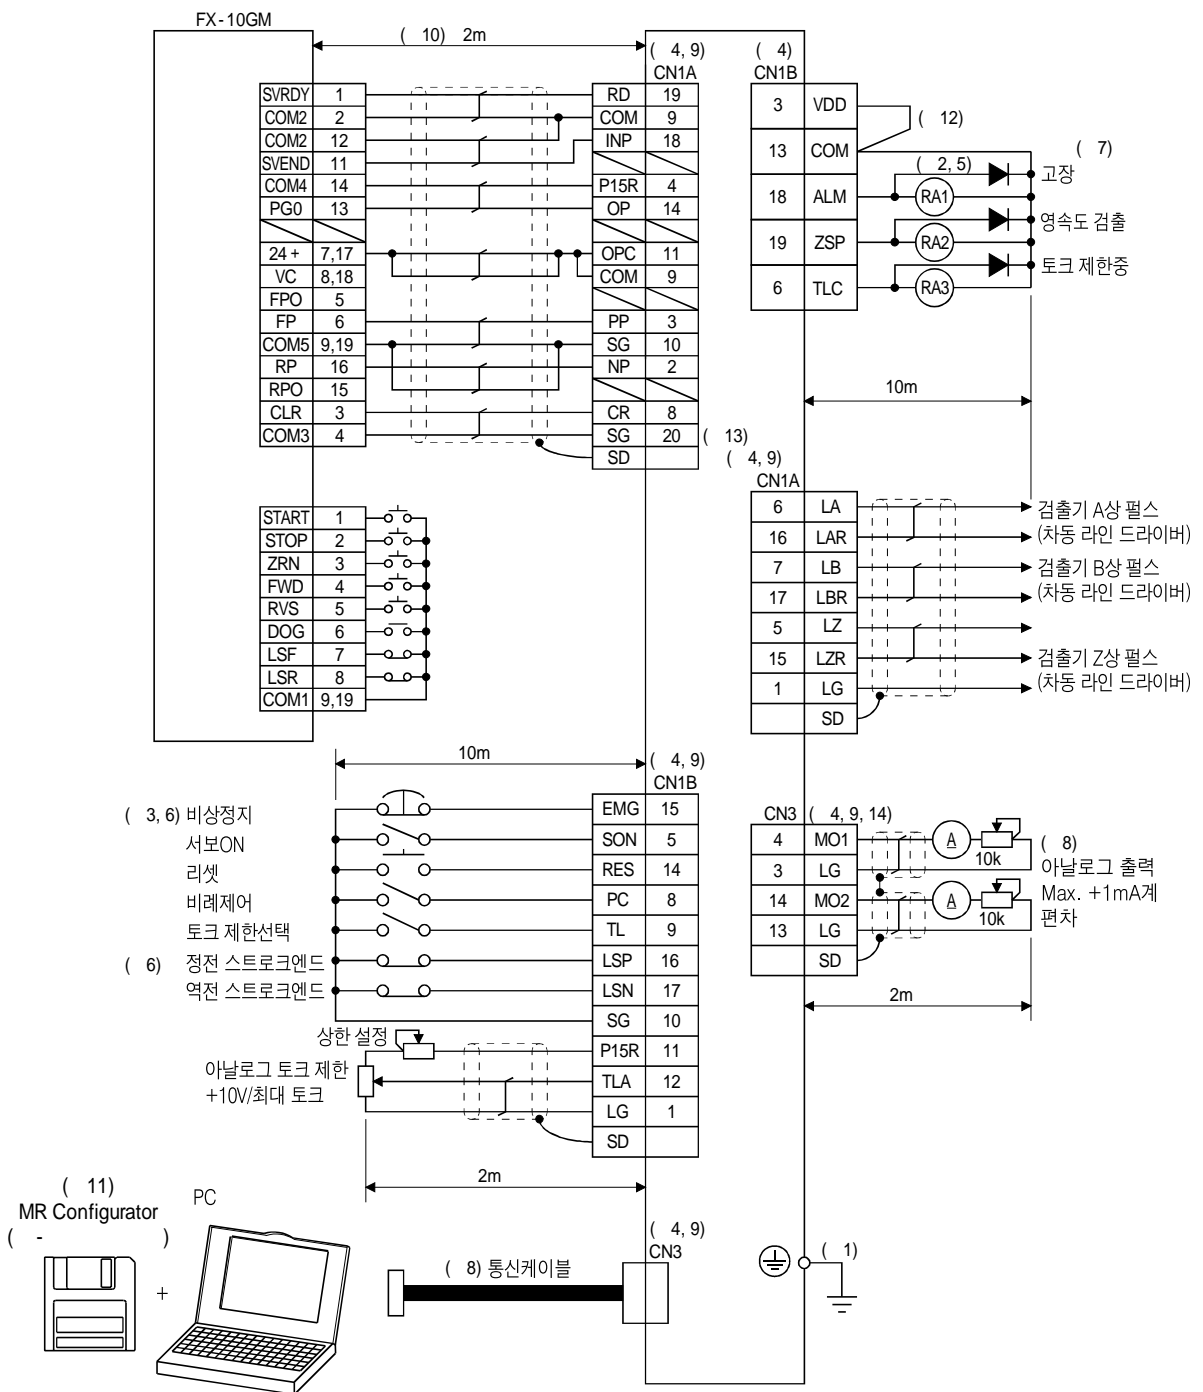 FX-10GM
( 10) 2m
( 4, 9)
CN1A
SVRDY 1
COM2 2
COM2 12
SVEND 11
COM4 14
PG0 13
24 + 7,17
VC 8,18
FPO 5
FP 6
COM5 9,19
RP 16
RPO 15
CLR 3
COM3 4
RD 19
COM 9
INP 18
P15R 4
OP 14
OPC 11
COM 9
PP 3
SG 10
NP 2
CR 8
SG 20 ( 13)
SD
( 4)
CN1B
3 VDD
( 12)
13 COM
( 7)
( 2, 5)
18 ALM RA1 고장
19 ZSP RA2 영속도 검출
6 TLC RA3 토크 제한중
10m
START 1
STOP 2
ZRN 3
FWD 4
RVS 5
DOG 6
LSF 7
LSR 8
COM1 9,19
( 4, 9)
CN1A
6 LA
16 LAR
7 LB
17 LBR
5 LZ
15 LZR
1 LG
SD
검출기 A상 펄스
(차동 라인 드라이버)
검출기 B상 펄스
(차동 라인 드라이버)
검출기 Z상 펄스
(차동 라인 드라이버)
10m
( 4, 9)
CN1B
( 3, 6) 비상정지 EMG 15
서보ON SON 5
리셋 RES 14
비례제어 PC 8
토크 제한선택 TL 9
( 6) 정전 스트로크엔드 LSP 16
역전 스트로크엔드 LSN 17
SG 10
상한 설정
P15R 11
아날로그 토크 제한
+10V/최대 토크
TLA 12
LG 1
SD
2m
CN3 ( 4, 9, 14)
4 MO1 A 10k
3 LG
14 MO2 A 10k
13 LG
SD
( 8)
아날로그 출력
Max. +1mA계
편차
2m
( 11)
MR Configurator
( - )
+
PC
( 8) 통신케이블
( 4, 9)
CN3
( 1)